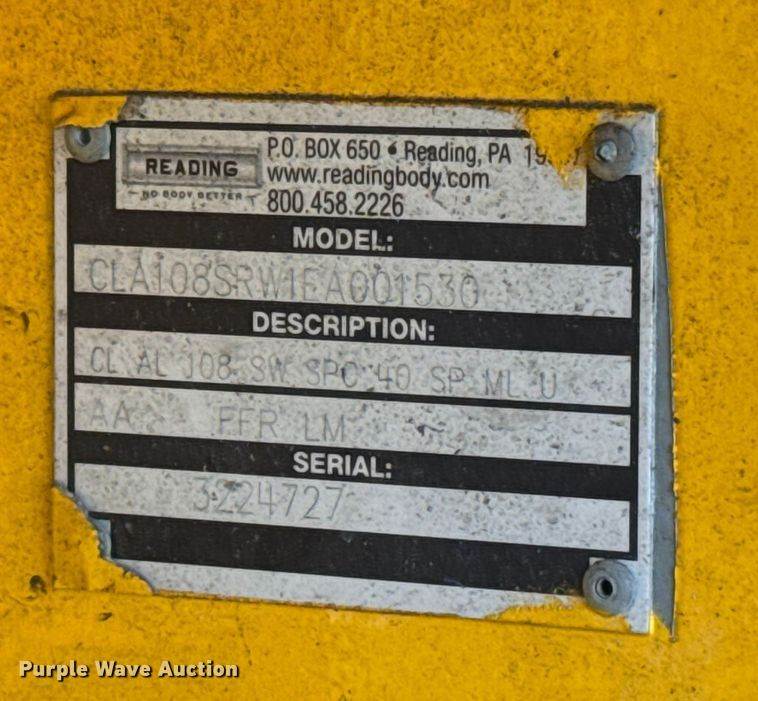 READING
NO BODY BETTER
P.O. BOX 650 • Reading, PA
www.readingbody.com
800.458.2226
MODEL:
CLA108SRW1FA001530
DESCRIPTION:
CL AL 108 SW SPC 40 SP ML U
AA FFR LM
SERIAL:
3224727
Purple Wave Auction